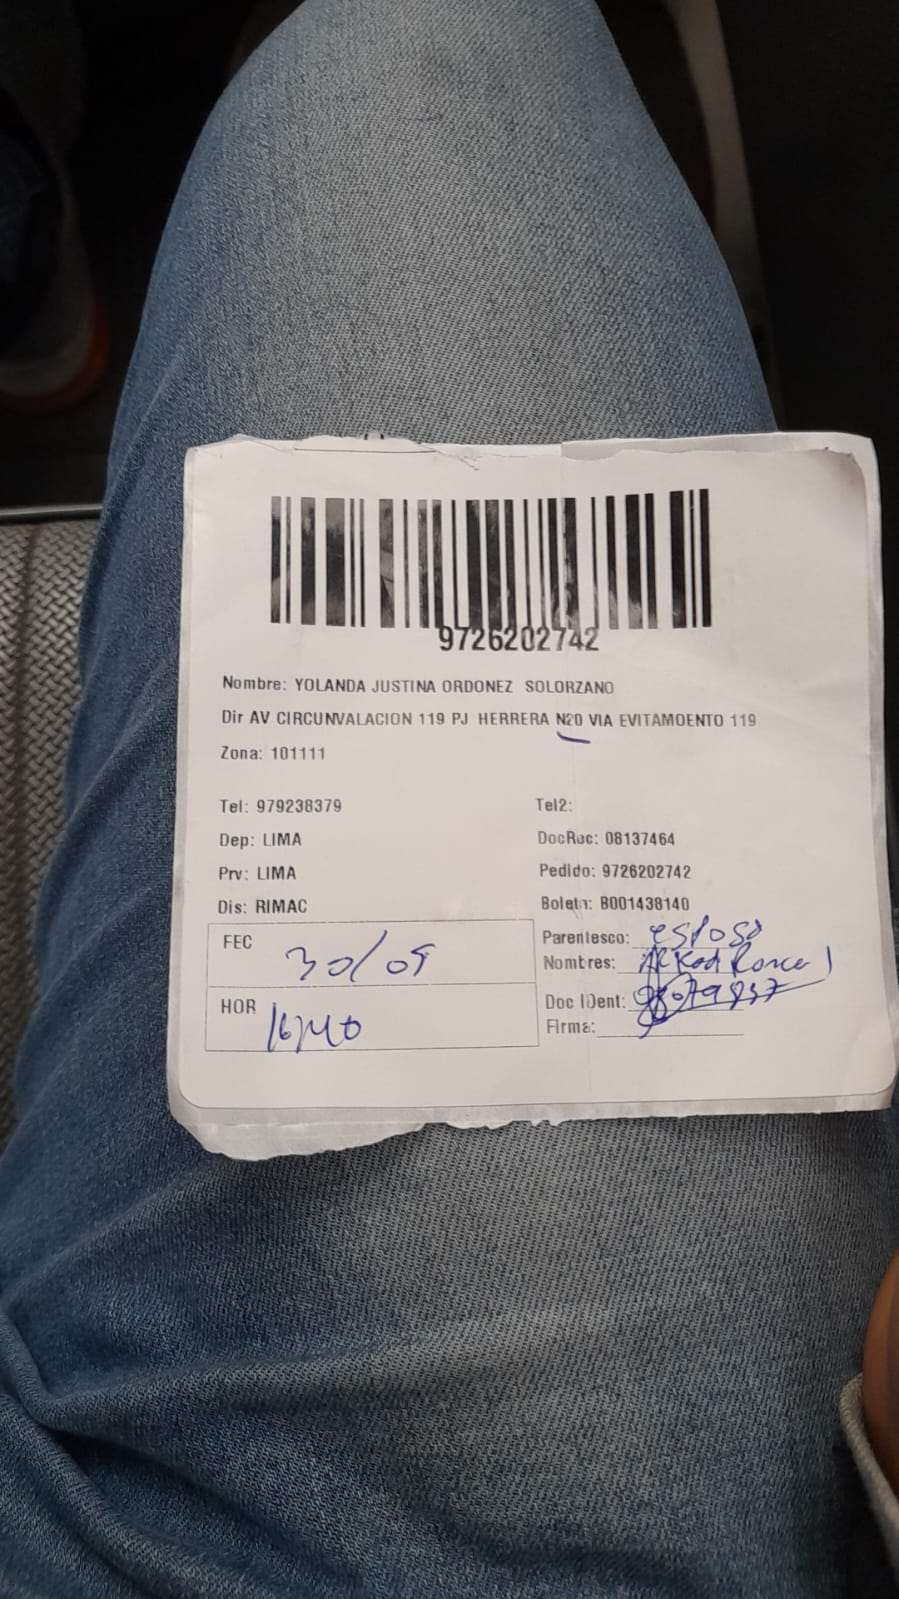 9726202742
Nombre: YOLANDA JUSTINA ORDONEZ SOLORZANO
Dir AV CIRCUNVALACION 119 PJ HERRERA N20 VIA EVITAMOENTO 119
Zona: 101111
Tel: 979238379 Tel2:
Dep: LIMA DocRec: 08137464
Prv: LIMA Pedido: 9726202742
Dis: RIMAC Boleta: B001438140
FEC 30/09 Parentesco: esposo
Nombres:
HOR Doc IDent:
Firma: